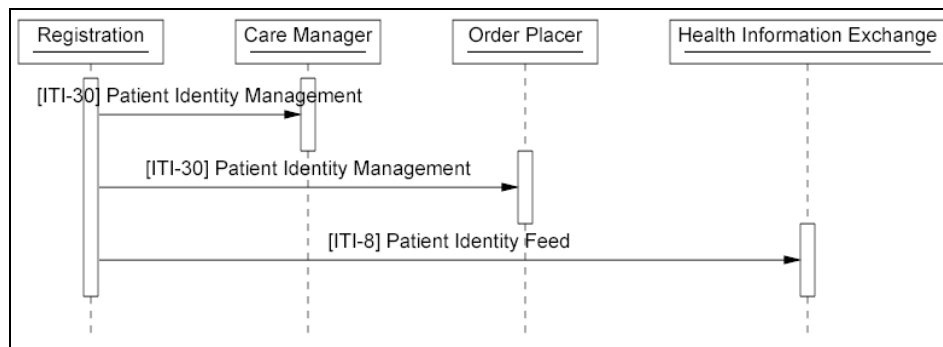 Registration
Care Manager
Order Placer
Health Information Exchange
[ITI-30] Patient Identity Management
[ITI-30] Patient Identity Management
[ITI-8] Patient Identity Feed